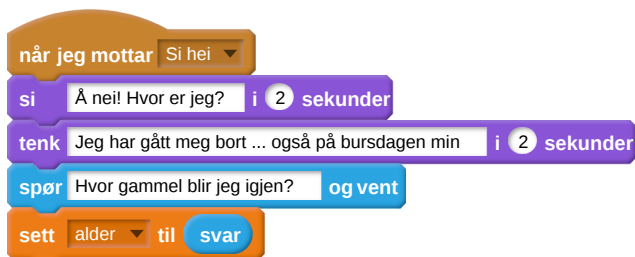 når jeg mottar Si hei
si Å nei! Hvor er jeg? i 2 sekunder
tenk Jeg har gått meg bort ... også på bursdagen min i 2 sekunder
spør Hvor gammel blir jeg igjen? og vent
sett alder til svar